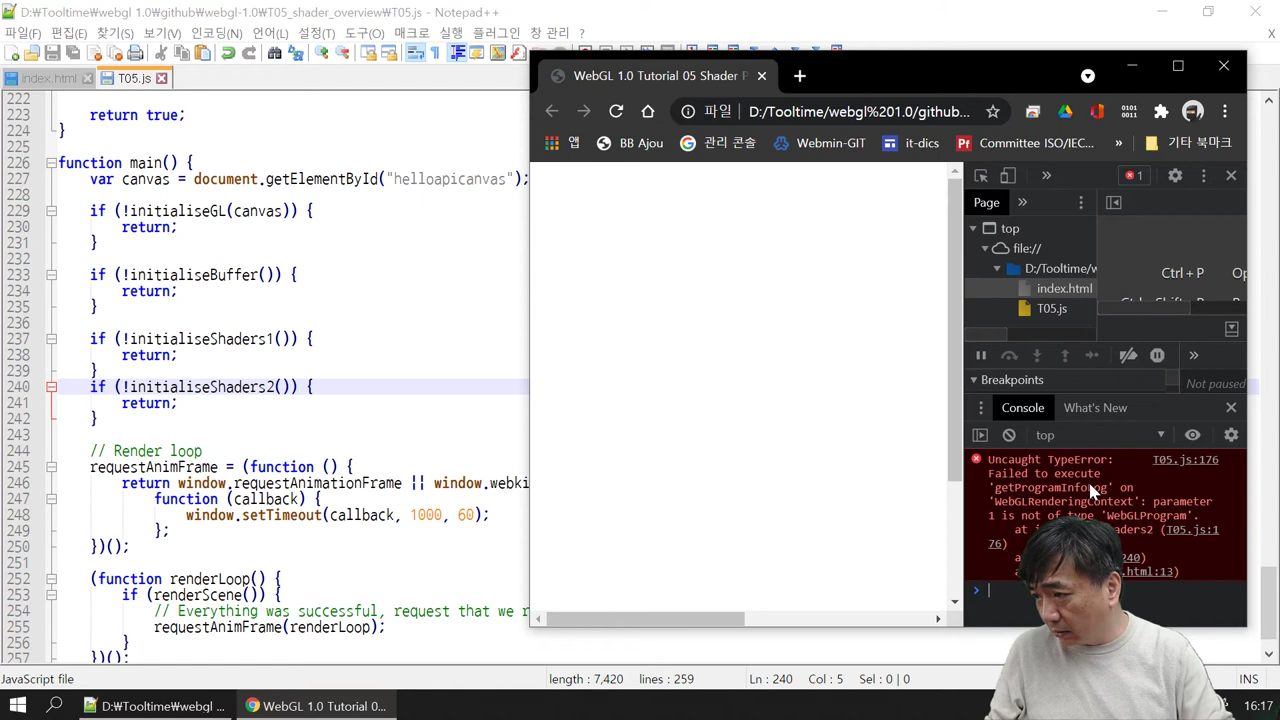 D:\Tooltime\webgl 1.0\github\webgl-1.0\T05_shader_overview\T05.js - Notepad++
파일(F) 편집(E) 찾기(S) 보기(V) 인코딩(N) 언어(L) 설정(T) 도구(O) 매크로 실행 플러그인 창 관리 ?
index.html T05.js
222
223 return true;
224 }
225
226 function main() {
227 var canvas = document.getElementById("helloapicanvas");
228
229 if (!initialiseGL(canvas)) {
230 return;
231 }
232
233 if (!initialiseBuffer()) {
234 return;
235 }
236
237 if (!initialiseShaders1()) {
238 return;
239 }
240 if (!initialiseShaders2()) {
241 return;
242 }
243
244 // Render loop
245 requestAnimFrame = (function () {
246 return window.requestAnimationFrame || window.webki
247 function (callback) {
248 window.setTimeout(callback, 1000, 60);
249 };
250 })();
251
252 (function renderLoop() {
253 if (renderScene()) {
254 // Everything was successful, request that we r
255 requestAnimFrame(renderLoop);
256 }
257 })();
JavaScript file length : 7,420 lines : 259 Ln : 240 Col : 5 Sel : 0 | 0 INS
WebGL 1.0 Tutorial 05 Shader P
파일 D:/Tooltime/webgl%201.0/github...
앱 BB Ajou 관리 콘솔 Webmin-GIT it-dics Committee ISO/IEC... » 기타 북마크
» 1
Page »
top
file://
D:/Tooltime/w
index.html
T05.js
Ctrl + P
Breakpoints
Not paused
Console What's New
top
Uncaught TypeError: T05.js:176
Failed to execute
'getProgramInfoLog' on
'WebGLRenderingContext': parameter
1 is not of type 'WebGLProgram'.
(T05.js:1
76)
240)
.html:13)
D:\Tooltime\webgl ... WebGL 1.0 Tutorial 0... 16:17